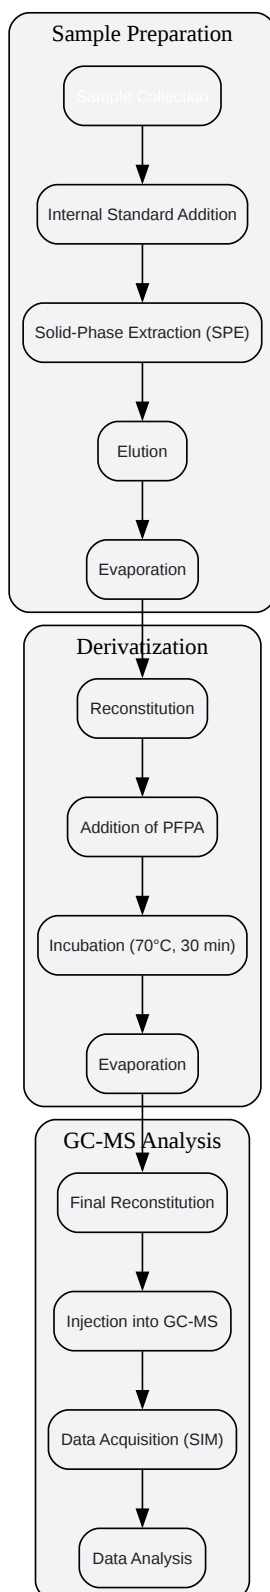 Sample Preparation
Sample Collection
Internal Standard Addition
Solid-Phase Extraction (SPE)
Elution
Evaporation
Derivatization
Reconstitution
Addition of PFPA
Incubation (70°C, 30 min)
Evaporation
GC-MS Analysis
Final Reconstitution
Injection into GC-MS
Data Acquisition (SIM)
Data Analysis